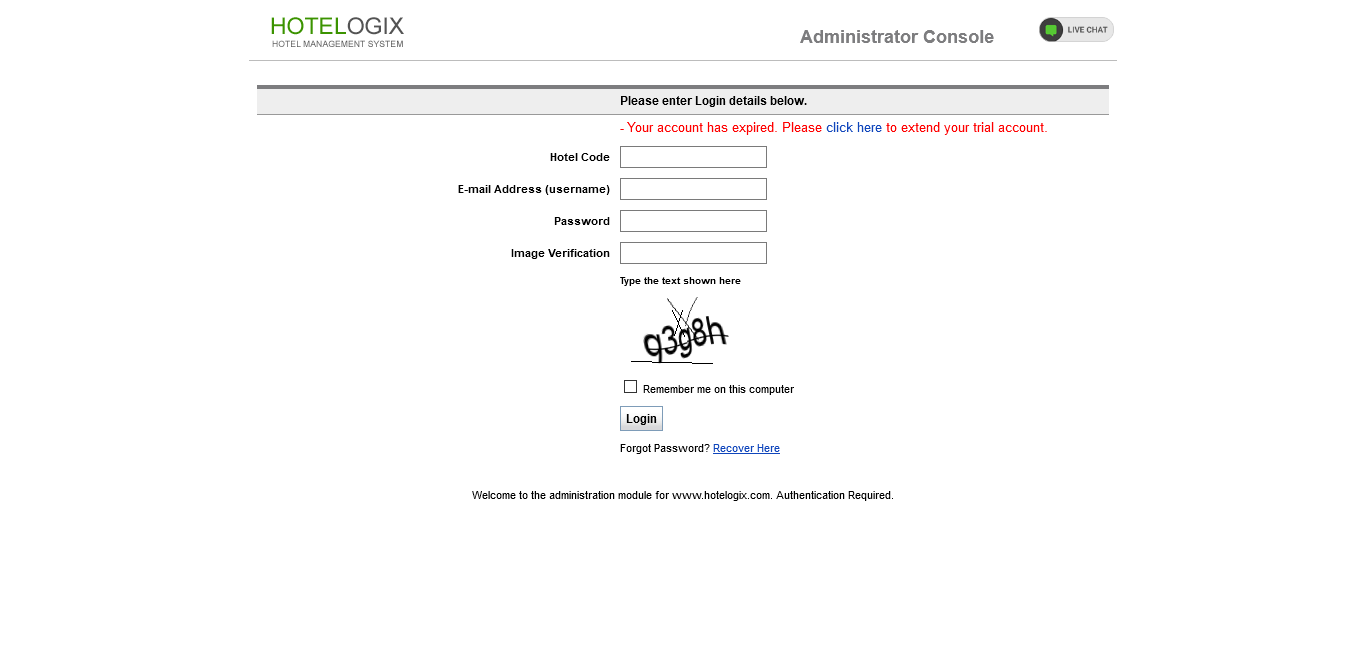 HOTELOGIX
HOTEL MANAGEMENT SYSTEM
Administrator Console
LIVE CHAT
Please enter Login details below.
- Your account has expired. Please click here to extend your trial account.
Hotel Code
E-mail Address (username)
Password
Image Verification
Type the text shown here
q3g8h
Remember me on this computer
Login
Forgot Password? Recover Here
Welcome to the administration module for www.hotelogix.com. Authentication Required.